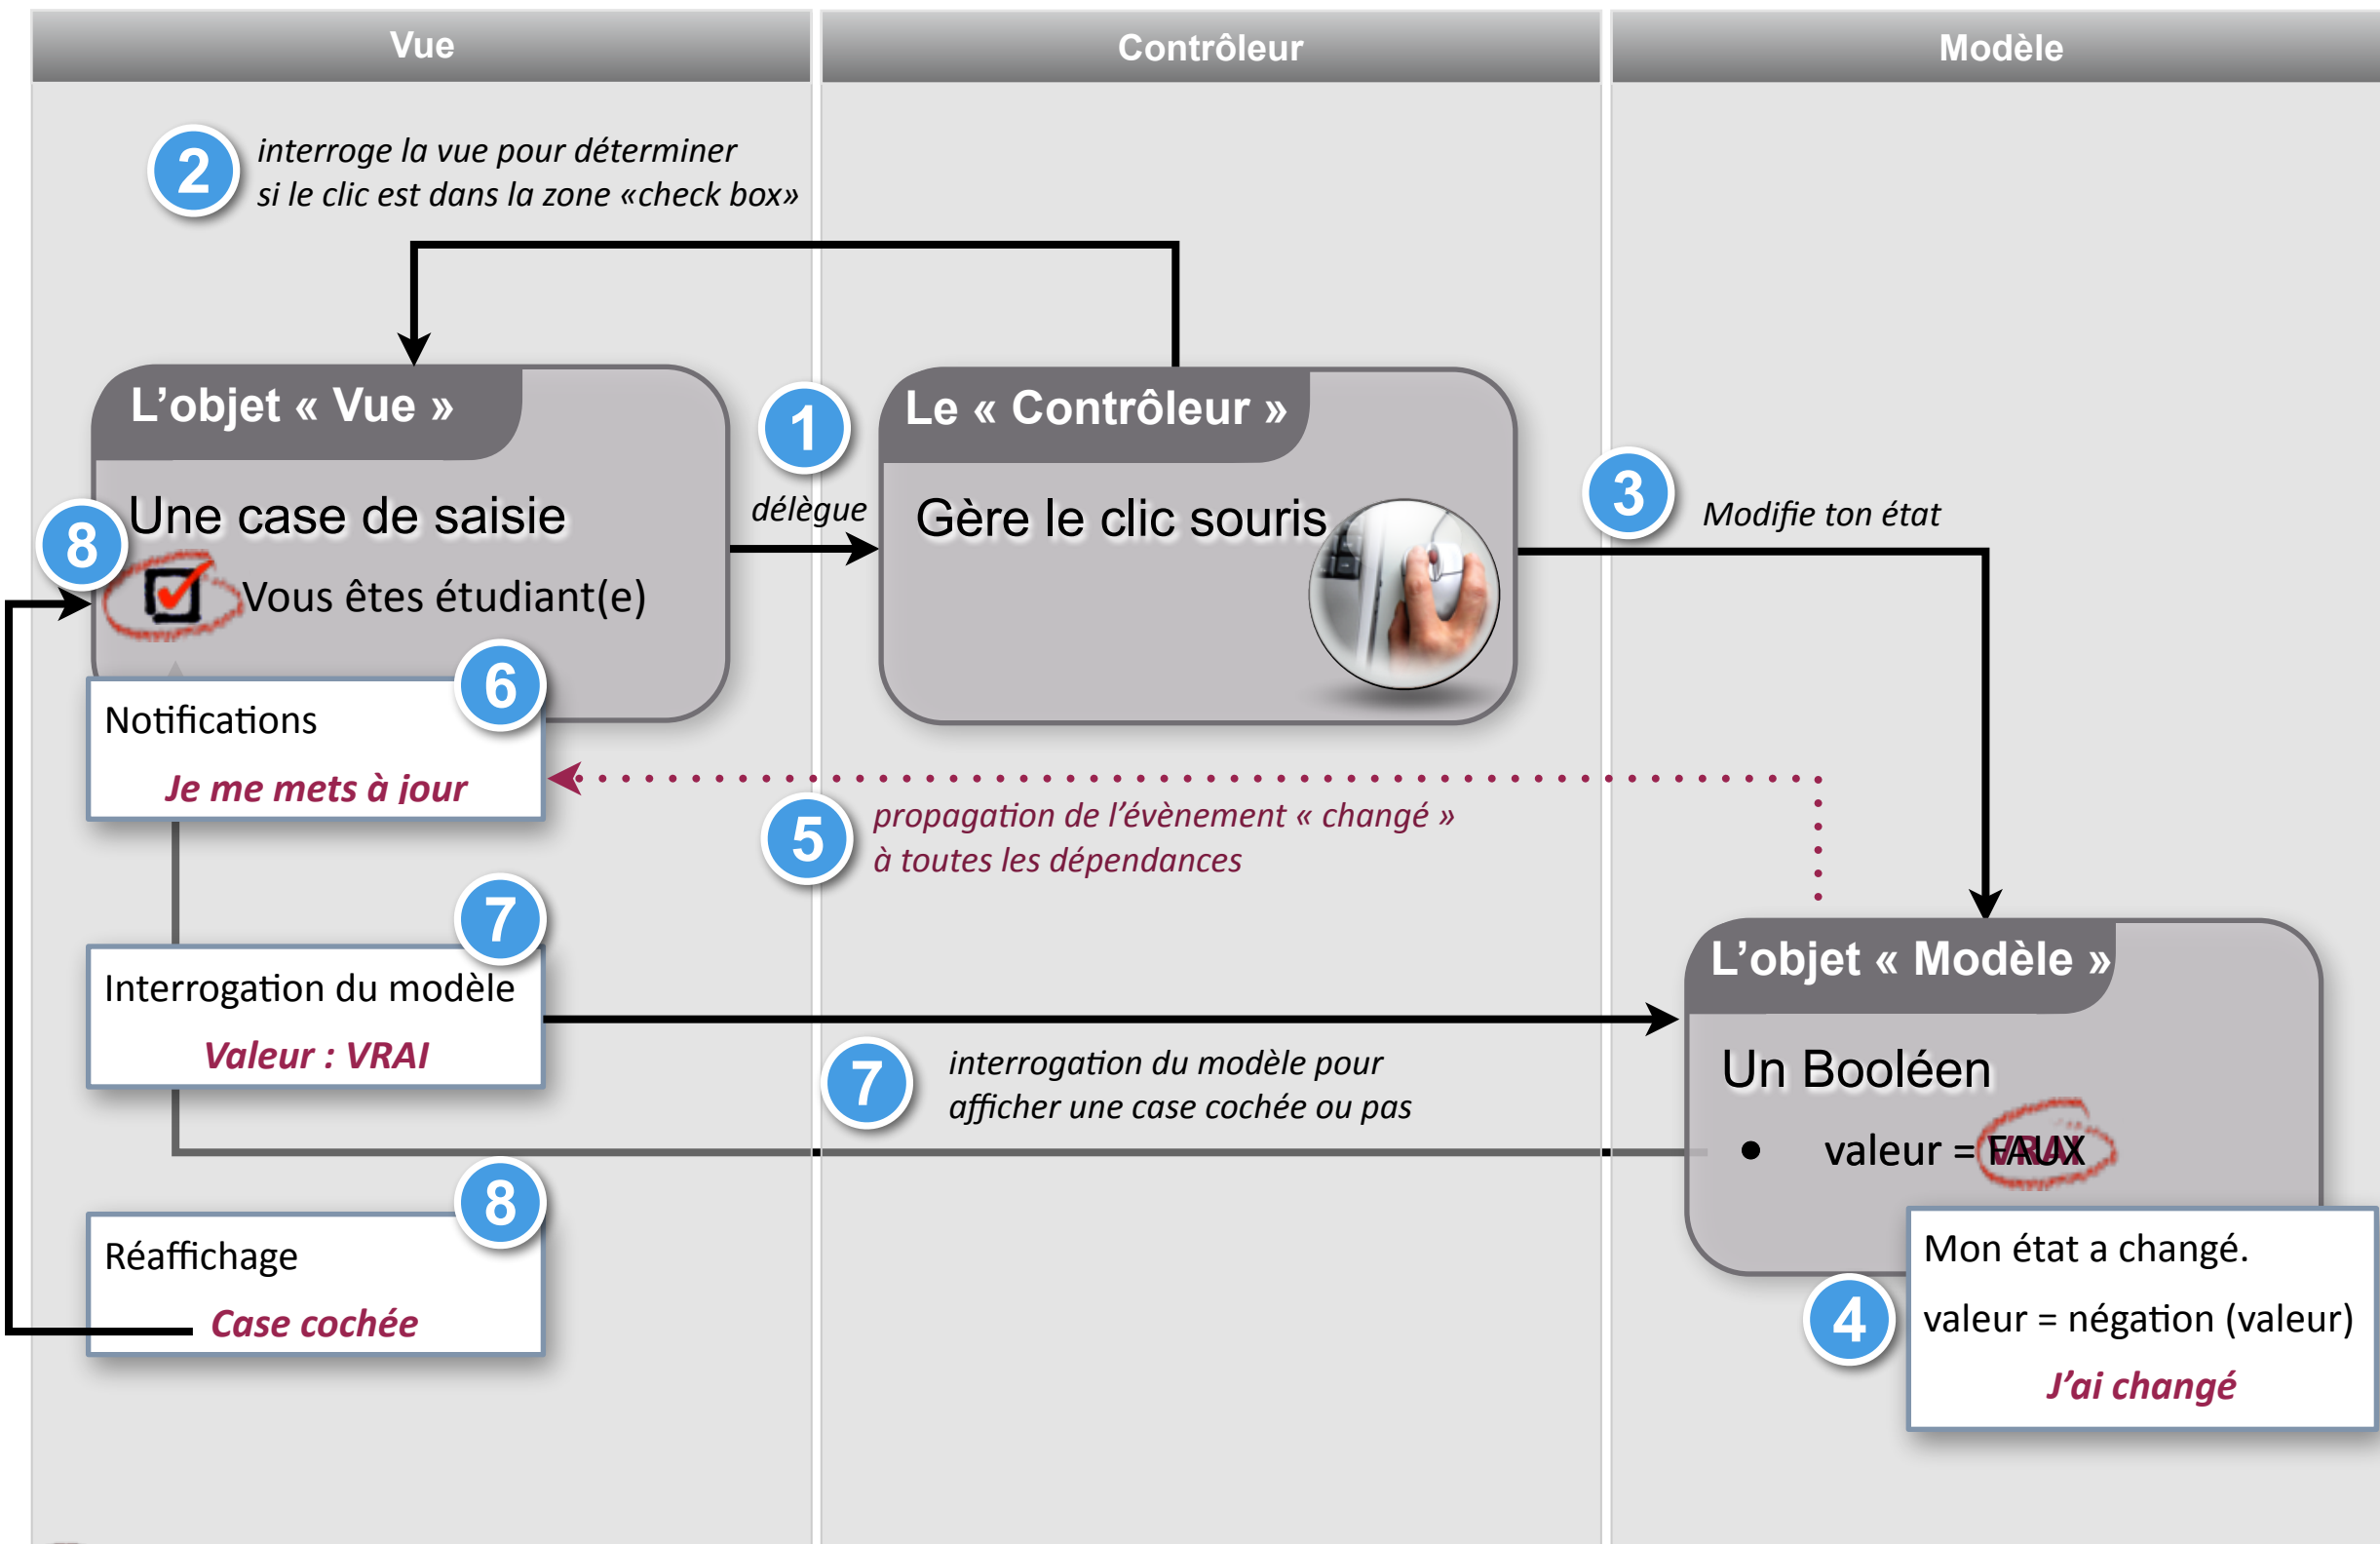 Vue
Contrôleur
Modèle
2
interroge la vue pour déterminer
si le clic est dans la zone «check box»
L’objet « Vue »
Une case de saisie
8
Vous êtes étudiant(e)
1
délègue
Le « Contrôleur »
Gère le clic souris
3
Modifie ton état
6
Notifications
Je me mets à jour
5
propagation de l’évènement « changé »
à toutes les dépendances
7
Interrogation du modèle
Valeur : VRAI
7
interrogation du modèle pour
afficher une case cochée ou pas
L’objet « Modèle »
Un Booléen
• valeur = FAUX
VRAI
8
Réaffichage
Case cochée
4
Mon état a changé.
valeur = négation (valeur)
J’ai changé